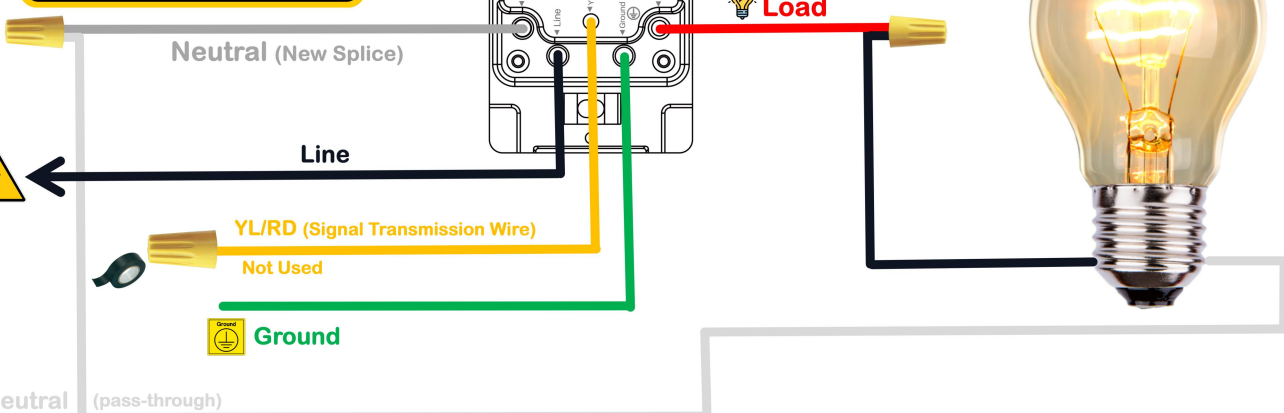 Load
Line
Ground
Neutral (New Splice)
Line
YL/RD (Signal Transmission Wire)
Not Used
Ground
Ground
eutral (pass-through)